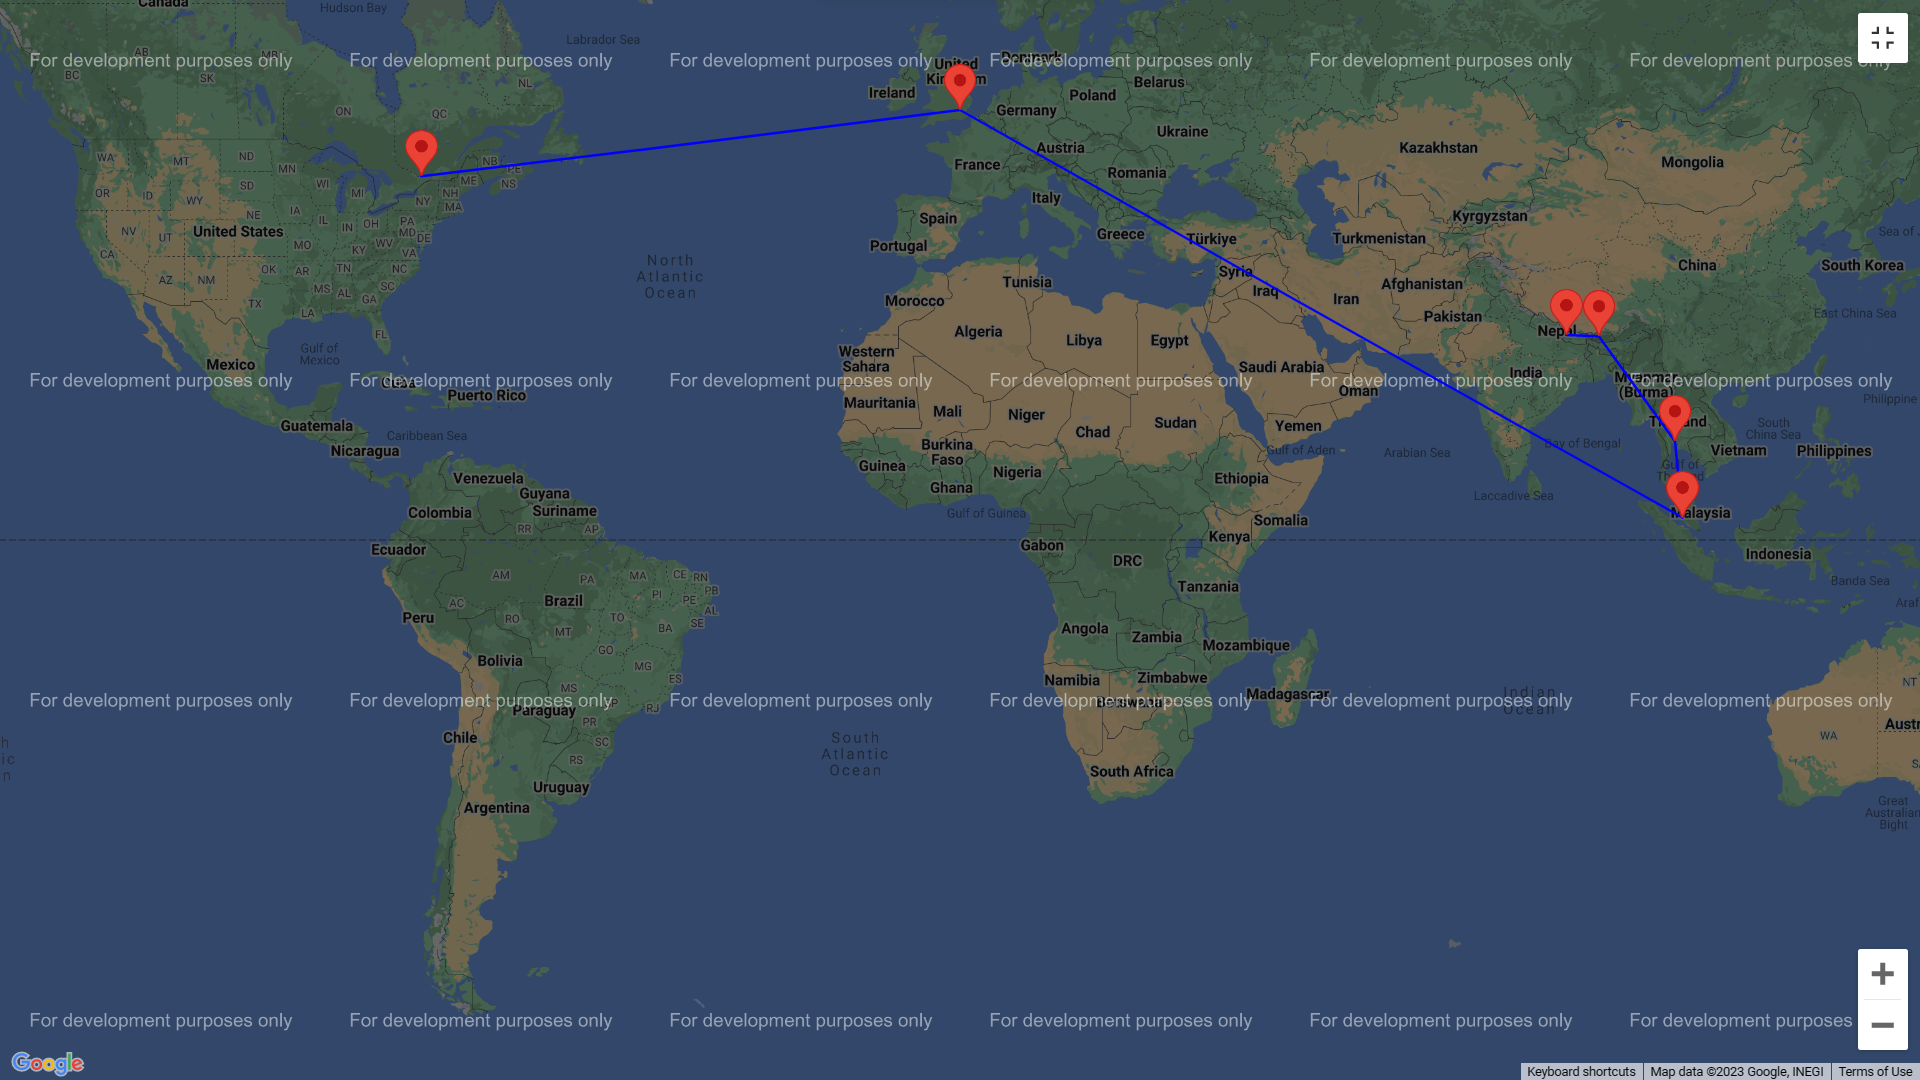 Canada
Hudson Bay
Labrador Sea
United
Kingdom
Denmark
For development purposes only
For development purposes only
For development purposes only
For development purposes only
For development purposes only
For development purposes only
AB
MB
BC
SK
NL
ON
QC
Ireland
Belarus
Poland
Germany
Ukraine
Austria
Kazakhstan
Mongolia
France
Romania
Italy
WA
MT
ND
MN
NB
PE
ME
NS
OR
ID
SD
WI
MI
NH
WY
NY
MA
NE
IA
PA
IL
IN
OH
MD
DE
NV
UT
United States
MO
KY
WV
VA
CA
AZ
NM
OK
AR
TN
NC
SC
MS
AL
GA
TX
LA
FL
Spain
Portugal
Greece
Türkiye
Kyrgyzstan
Turkmenistan
Sea of
China
South Korea
Syria
Iraq
Iran
Afghanistan
Pakistan
North
Atlantic
Ocean
Tunisia
Morocco
Algeria
Libya
Egypt
Nepal
East China Sea
Gulf of
Mexico
Mexico
Western
Sahara
Saudi Arabia
India
Myanmar
(Burma)
For development purposes only
For development purposes only
For development purposes only
For development purposes only
For development purposes only
For development purposes only
Cuba
Puerto Rico
Oman
Philippine
Mauritania
Mali
Niger
Chad
Sudan
Yemen
Guatemala
Caribbean Sea
Nicaragua
Burkina
Faso
Guinea
Nigeria
Ghana
Gulf of Guinea
Gulf of Aden
Arabian Sea
Bay of Bengal
Thailand
South
China Sea
Vietnam
Philippines
Gulf of
Thailand
Laccadive Sea
Ethiopia
Somalia
Malaysia
Venezuela
Guyana
Suriname
Colombia
RR
AP
Ecuador
Gabon
DRC
Kenya
Indonesia
Banda Sea
Araf
AM
PA
MA
CE
RN
PB
PI
PE
AL
SE
AC
RO
TO
BA
MT
Brazil
Peru
Tanzania
Angola
Zambia
Mozambique
GO
MG
Bolivia
ES
MS
Namibia
Zimbabwe
Madagascar
Botswana
Indian
Ocean
NT
For development purposes only
For development purposes only
For development purposes only
For development purposes only
For development purposes only
For development purposes only
SP
RJ
Paraguay
PR
SC
RS
Chile
Uruguay
Argentina
South
Atlantic
Ocean
South Africa
Austr
WA
S
h
ic
n
Great
Australian
Bight
For development purposes only
For development purposes only
For development purposes only
For development purposes only
For development purposes only
For development purposes
Google
Keyboard shortcuts
Map data ©2023 Google, INEGI
Terms of Use